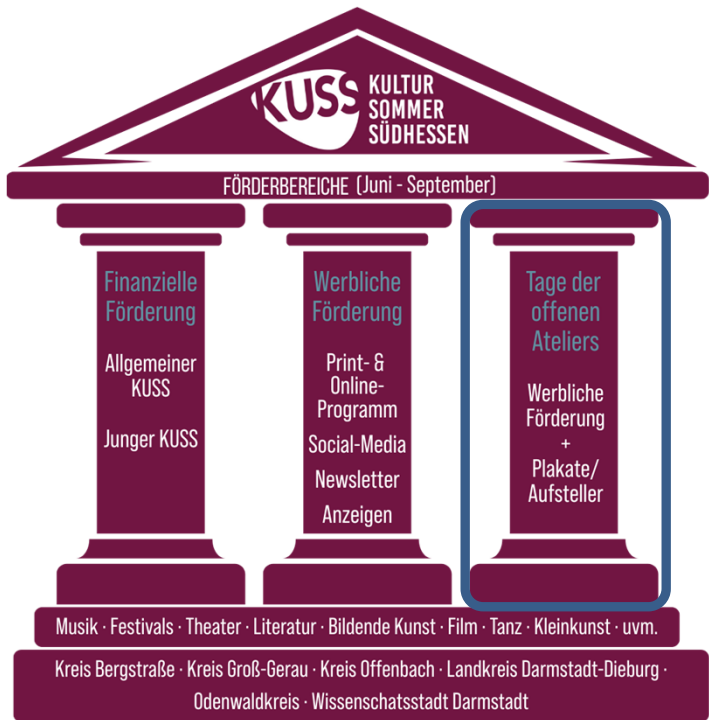 KUSS
KULTUR
SOMMER
SÜDHESSEN
FÖRDERBEREICHE (Juni - September)
Finanzielle
Förderung
Allgemeiner
KUSS
Junger KUSS
Werbliche
Förderung
Print- &
Online-
Programm
Social-Media
Newsletter
Anzeigen
Tage der
offenen
Ateliers
Werbliche
Förderung
+
Plakate/
Aufsteller
Musik · Festivals · Theater · Literatur · Bildende Kunst · Film · Tanz · Kleinkunst · uvm.
Kreis Bergstraße · Kreis Groß-Gerau · Kreis Offenbach · Landkreis Darmstadt-Dieburg ·
Odenwaldkreis · Wissenschatsstadt Darmstadt